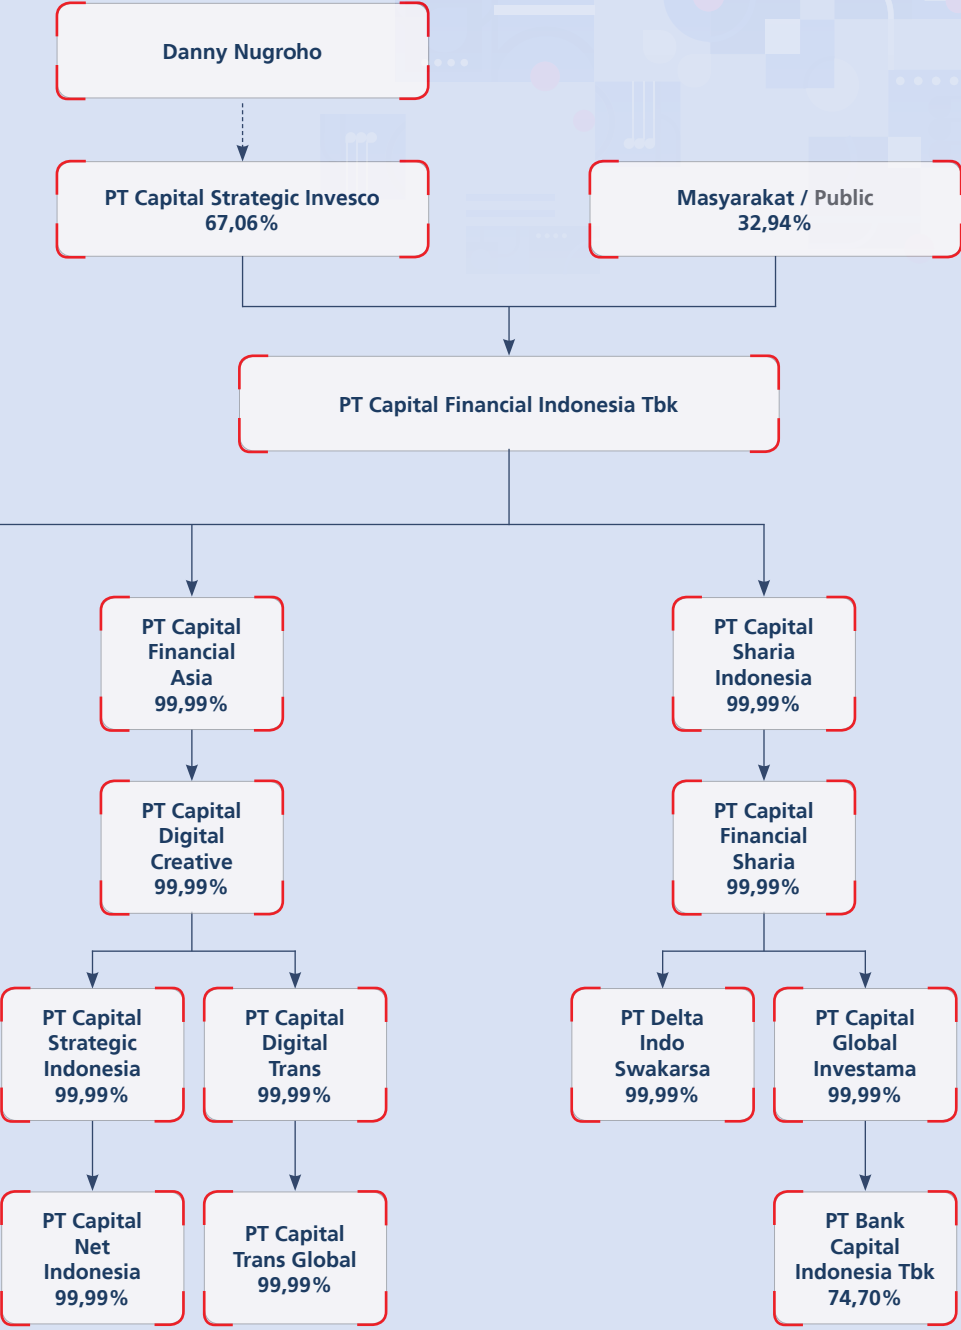 Danny Nugroho
PT Capital Strategic Invesco
67,06%
Masyarakat / Public
32,94%
PT Capital Financial Indonesia Tbk
PT Capital
Financial
Asia
99,99%
PT Capital
Sharia
Indonesia
99,99%
PT Capital
Digital
Creative
99,99%
PT Capital
Financial
Sharia
99,99%
PT Capital
Strategic
Indonesia
99,99%
PT Capital
Digital
Trans
99,99%
PT Delta
Indo
Swakarsa
99,99%
PT Capital
Global
Investama
99,99%
PT Capital
Net
Indonesia
99,99%
PT Capital
Trans Global
99,99%
PT Bank
Capital
Indonesia Tbk
74,70%